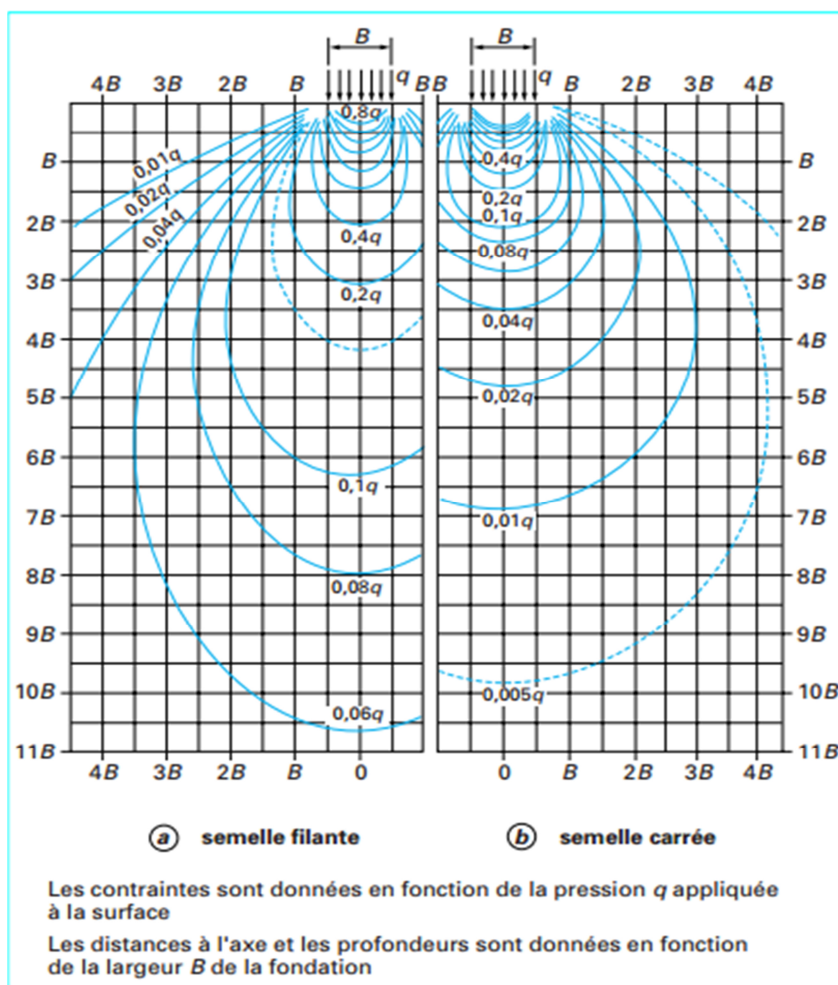 B B
q q
4B 3B 2B B B B B 2B 3B 4B
0,8q
0,01q
0,02q
0,04q
0,4q
0,2q
0,1q
0,08q
0,06q
0,4q
0,2q
0,1q
0,08q
0,04q
0,02q
0,01q
0,005q
B B
2B 2B
3B 3B
4B 4B
5B 5B
6B 6B
7B 7B
8B 8B
9B 9B
10B 10B
11B 11B
4B 3B 2B B 0 0 B 2B 3B 4B
a semelle filante b semelle carrée
Les contraintes sont données en fonction de la pression q appliquée
à la surface
Les distances à l'axe et les profondeurs sont données en fonction
de la largeur B de la fondation